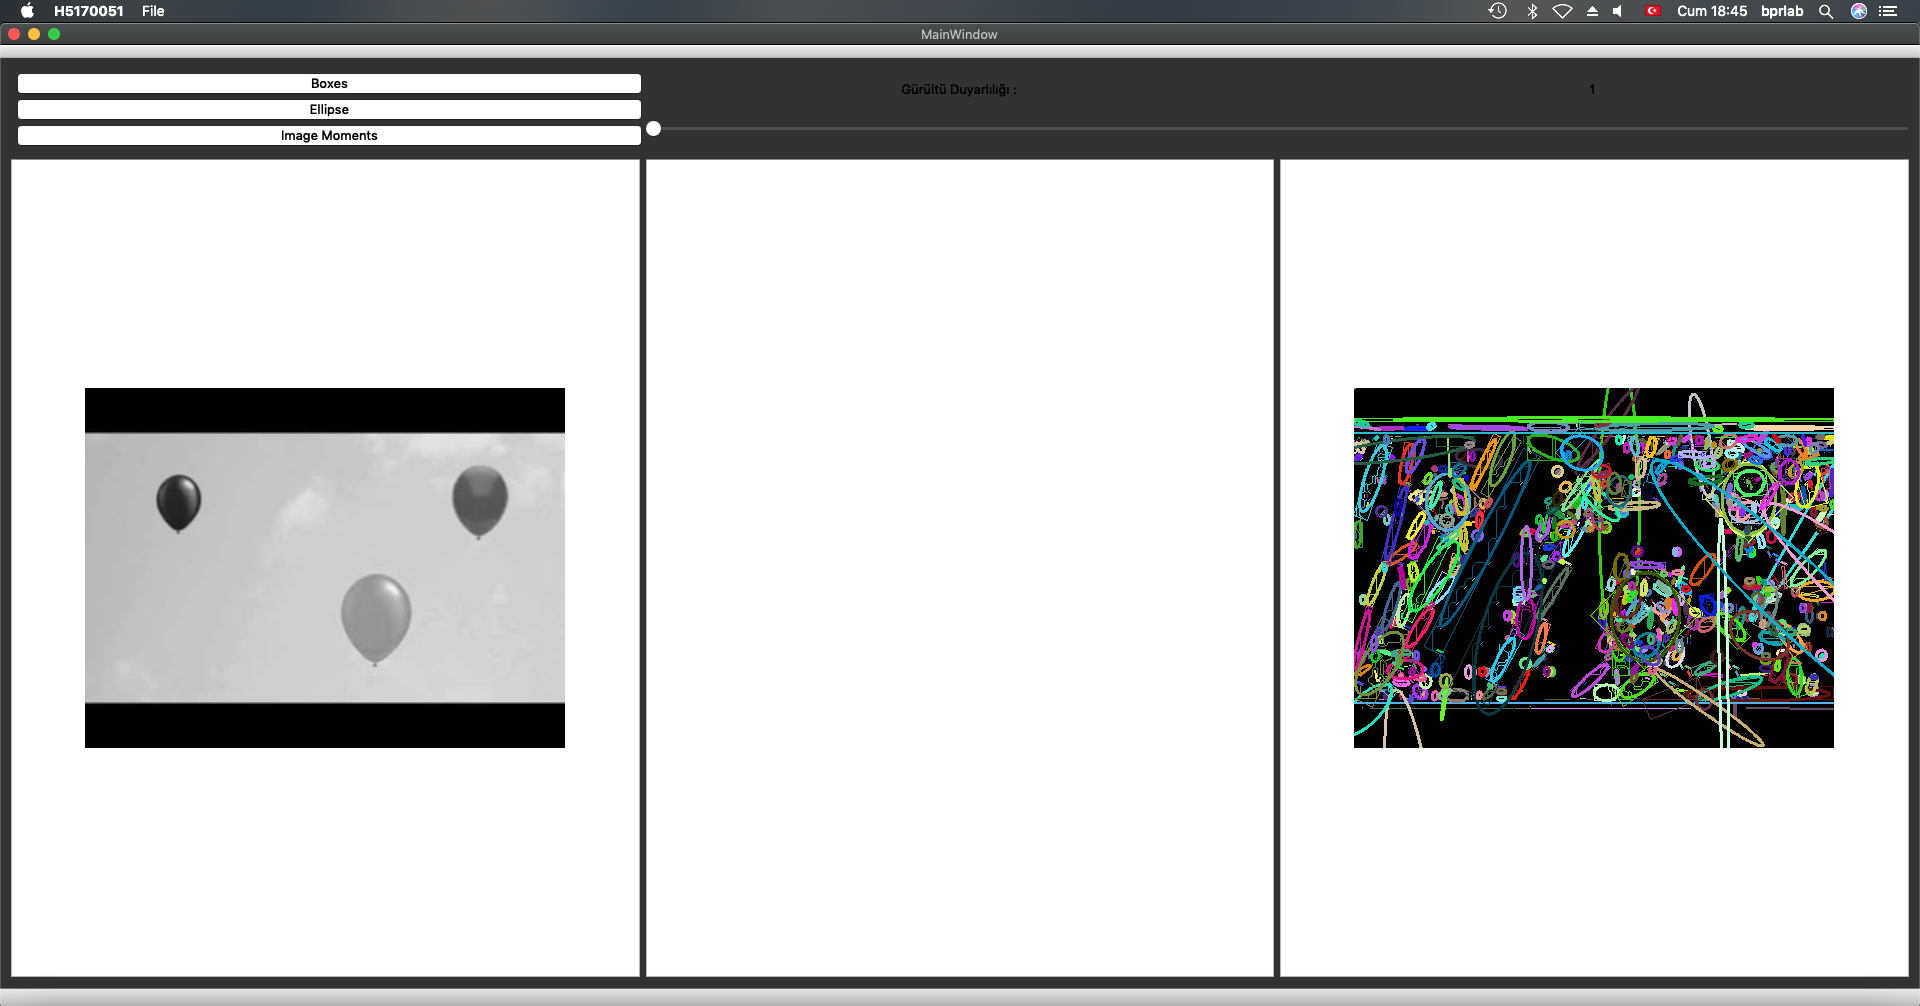 H5170051 File Cum 18:45 bprlab
MainWindow
Boxes
Ellipse
Image Moments
Gürültü Duyarlılığı : 1